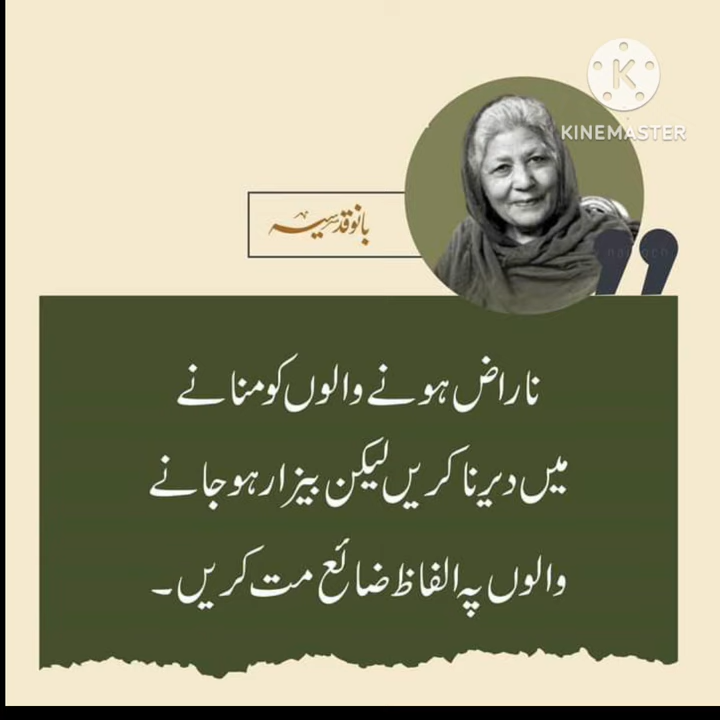 KINEMASTER
بانو قدسیہ
ناراض ہونے والوں کو منانے
میں دیر نا کریں لیکن بیزار ہو جانے
والوں پہ الفاظ ضائع مت کریں۔